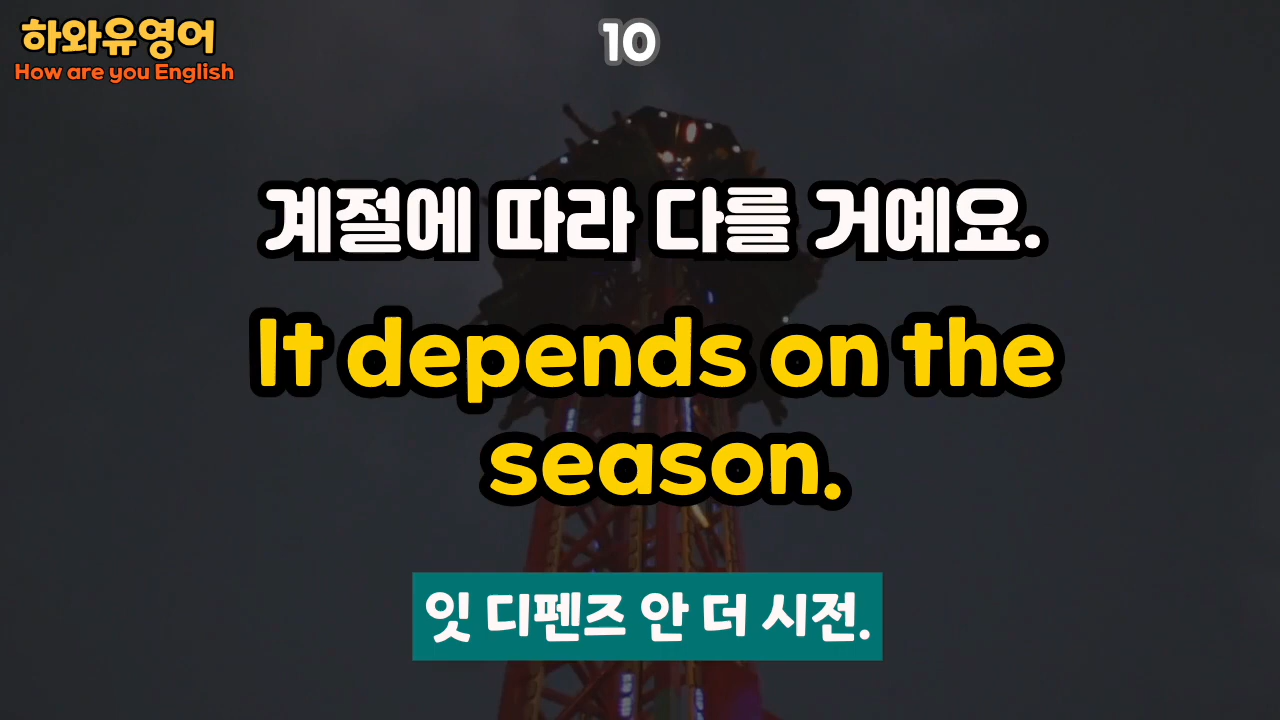 하와유영어
How are you English
10
계절에 따라 다를 거예요.
It depends on the
season.
잇 디펜즈 안 더 시전.